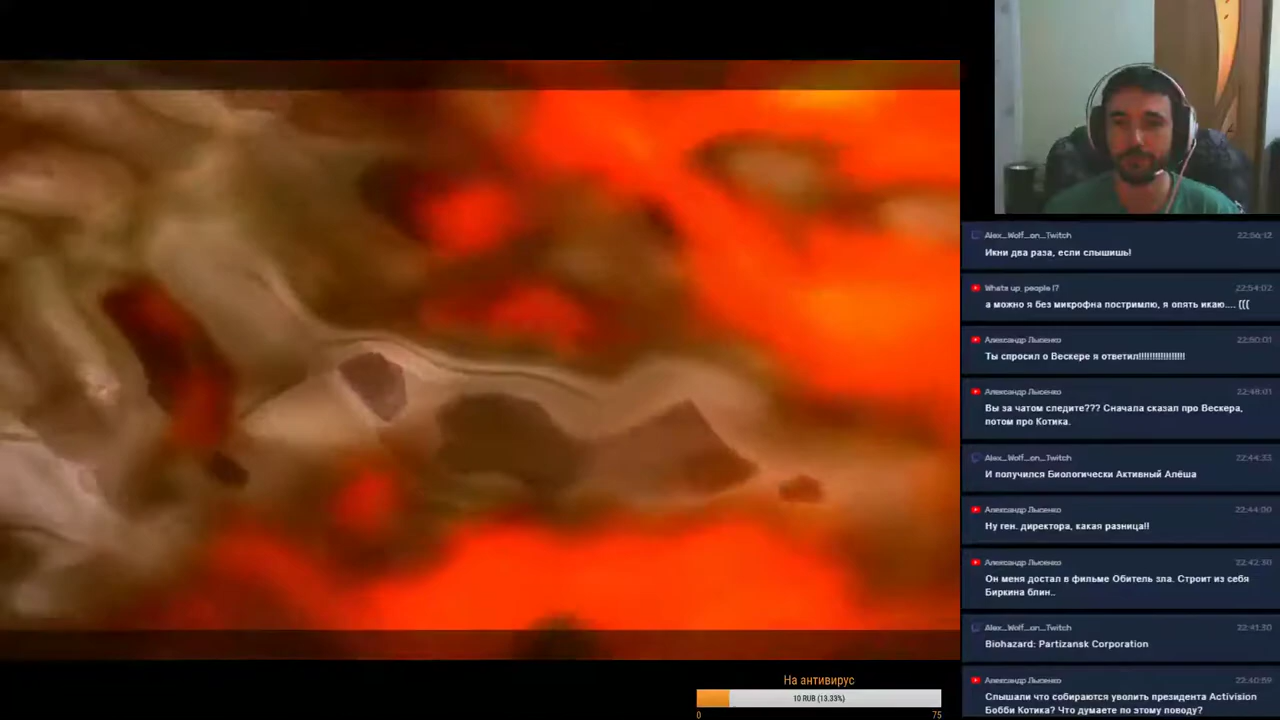 Alex_Wolf_on_Twitch 22:56:12
Икни два раза, если слышишь!
Whats up, people !? 22:54:02
а можно я без микрофна постримлю, я опять икаю.... (((
Александр Лысенко 22:50:01
Ты спросил о Вескере я ответил!!!!!!!!!!!!!!!!!
Александр Лысенко 22:48:01
Вы за чатом следите??? Сначала сказал про Вескера,
потом про Котика.
Alex_Wolf_on_Twitch 22:44:33
И получился Биологически Активный Алёша
Александр Лысенко 22:44:00
Ну ген. директора, какая разница!!
Александр Лысенко 22:42:30
Он меня достал в фильме Обитель зла. Строит из себя
Биркина блин..
Alex_Wolf_on_Twitch 22:41:30
Biohazard: Partizansk Corporation
Александр Лысенко 22:40:59
Слышали что собираются уволить президента Activision
Бобби Котика? Что думаете по этому поводу?
На антивирус
10 RUB (13.33%)
0 75